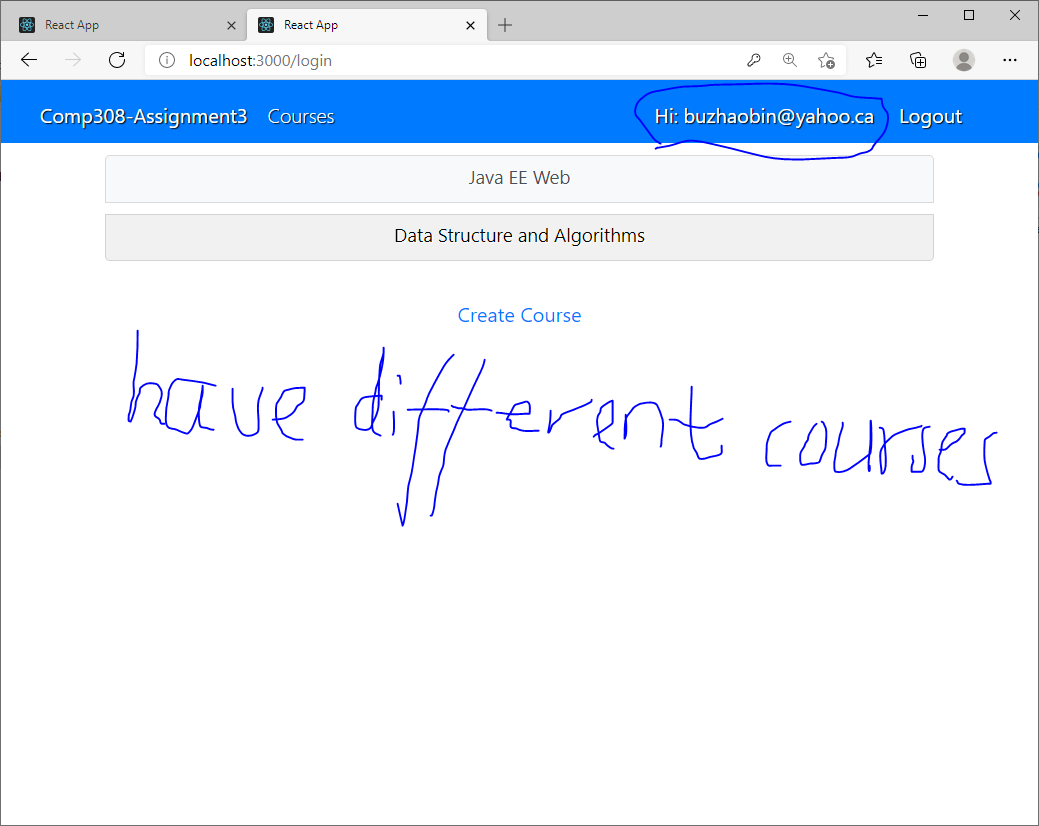 React App
React App
localhost:3000/login
Comp308-Assignment3 Courses Hi: buzhaobin@yahoo.ca Logout
Java EE Web
Data Structure and Algorithms
Create Course
have different courses